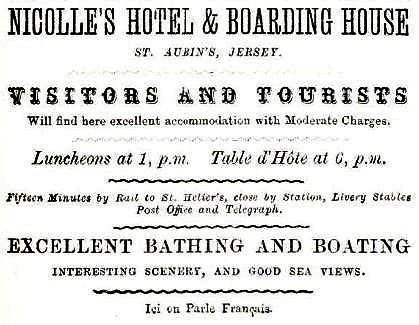 NICOLLE'S HOTEL & BOARDING HOUSE
ST. AUBIN'S, JERSEY.
VISITORS AND TOURISTS
Will find here excellent accommodation with Moderate Charges.
Luncheons at 1, p.m. Table d'Hôte at 6, p.m.
Fifteen Minutes by Rail to St. Helier's, close by Station, Livery Stables
Post Office and Telegraph.
EXCELLENT BATHING AND BOATING
INTERESTING SCENERY, AND GOOD SEA VIEWS.
Ici on Parle Français.